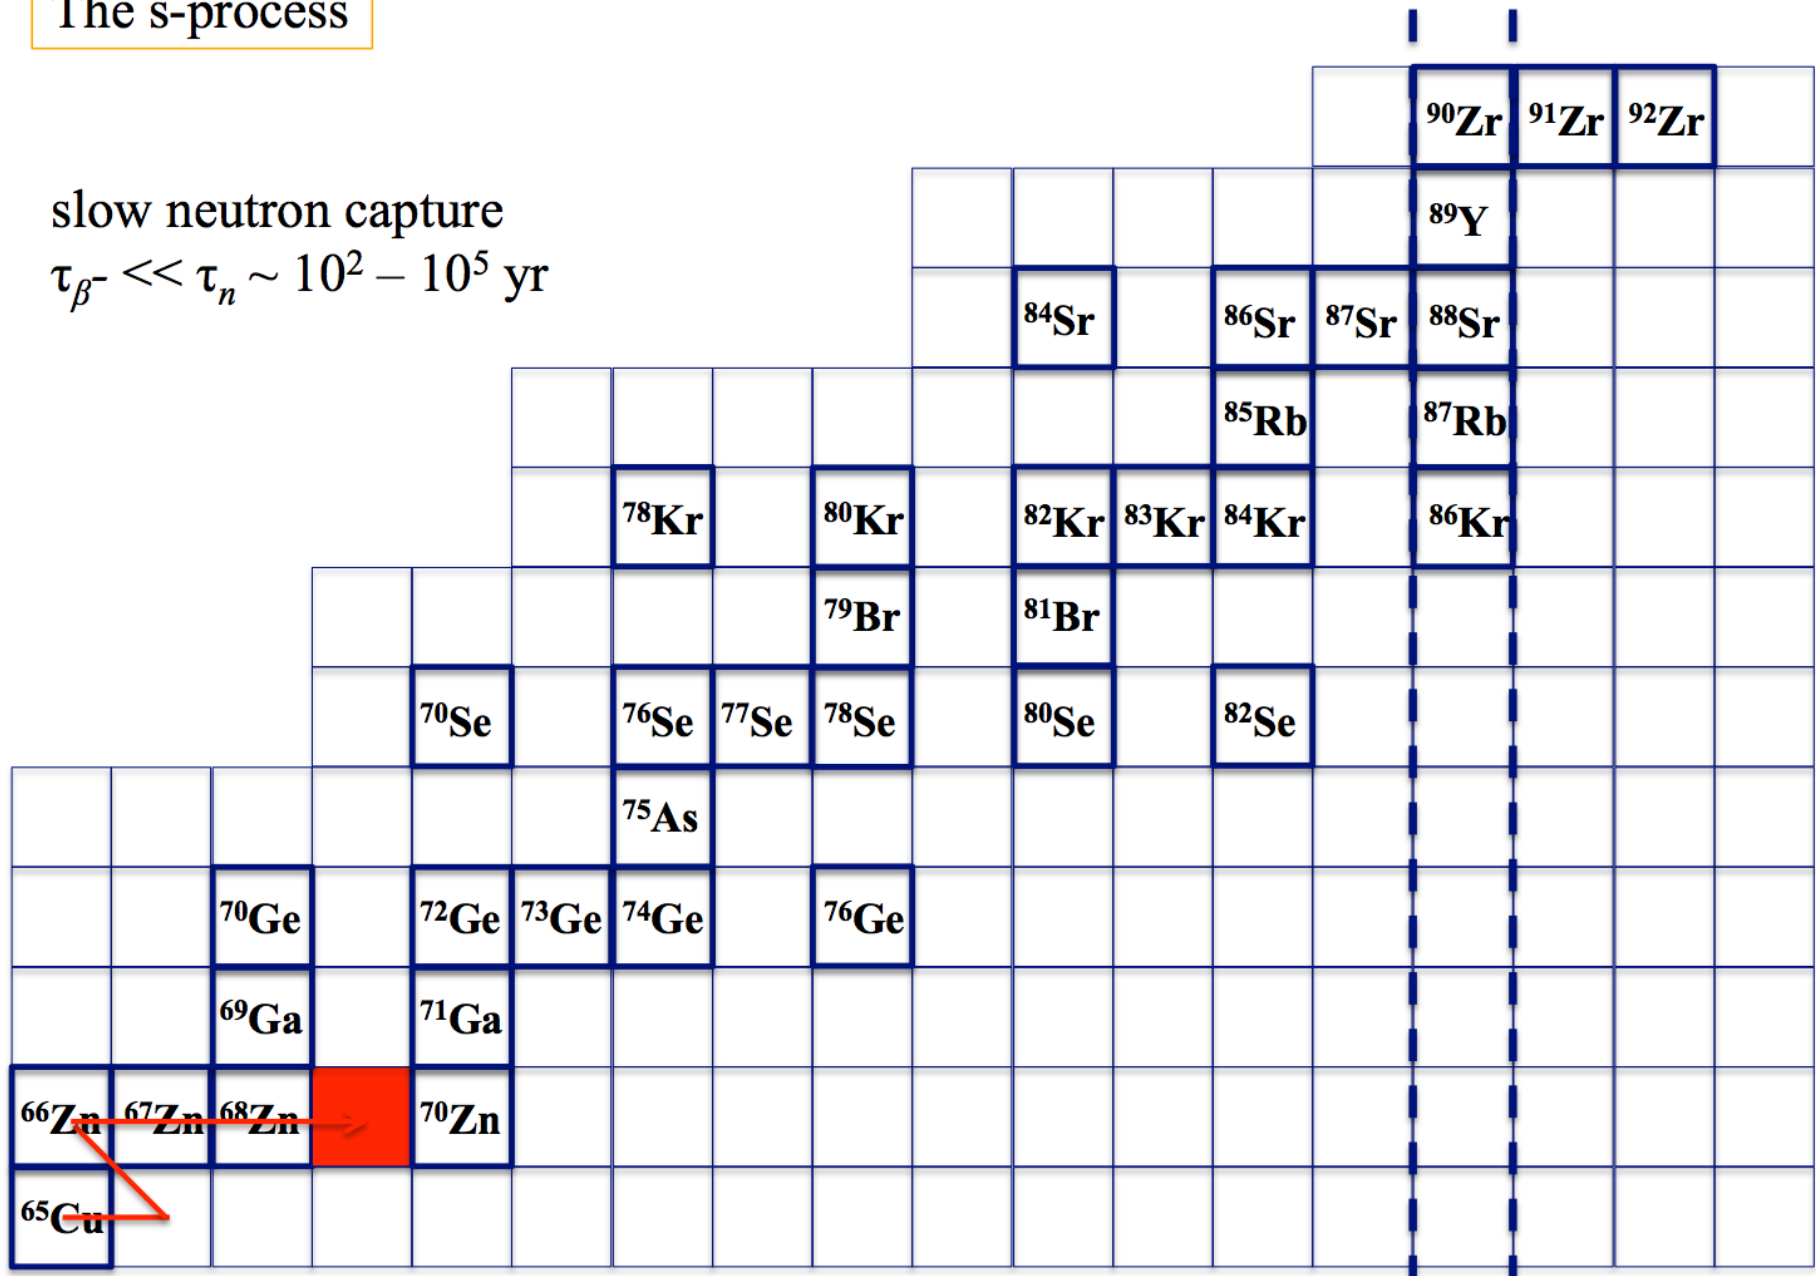 The s-process
slow neutron capture
τβ- << τn ~ 10² – 10⁵ yr
⁹⁰Zr ⁹¹Zr ⁹²Zr
⁸⁹Y
⁸⁴Sr ⁸⁶Sr ⁸⁷Sr ⁸⁸Sr
⁸⁵Rb ⁸⁷Rb
⁷⁸Kr ⁸⁰Kr ⁸²Kr ⁸³Kr ⁸⁴Kr ⁸⁶Kr
⁷⁹Br ⁸¹Br
⁷⁰Se ⁷⁶Se ⁷⁷Se ⁷⁸Se ⁸⁰Se ⁸²Se
⁷⁵As
⁷⁰Ge ⁷²Ge ⁷³Ge ⁷⁴Ge ⁷⁶Ge
⁶⁹Ga ⁷¹Ga
⁶⁶Zn ⁶⁷Zn ⁶⁸Zn ⁷⁰Zn
⁶⁵Cu